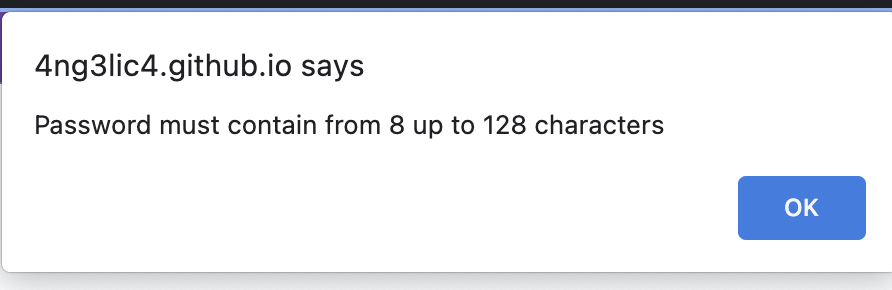 4ng3lic4.github.io says
Password must contain from 8 up to 128 characters
OK